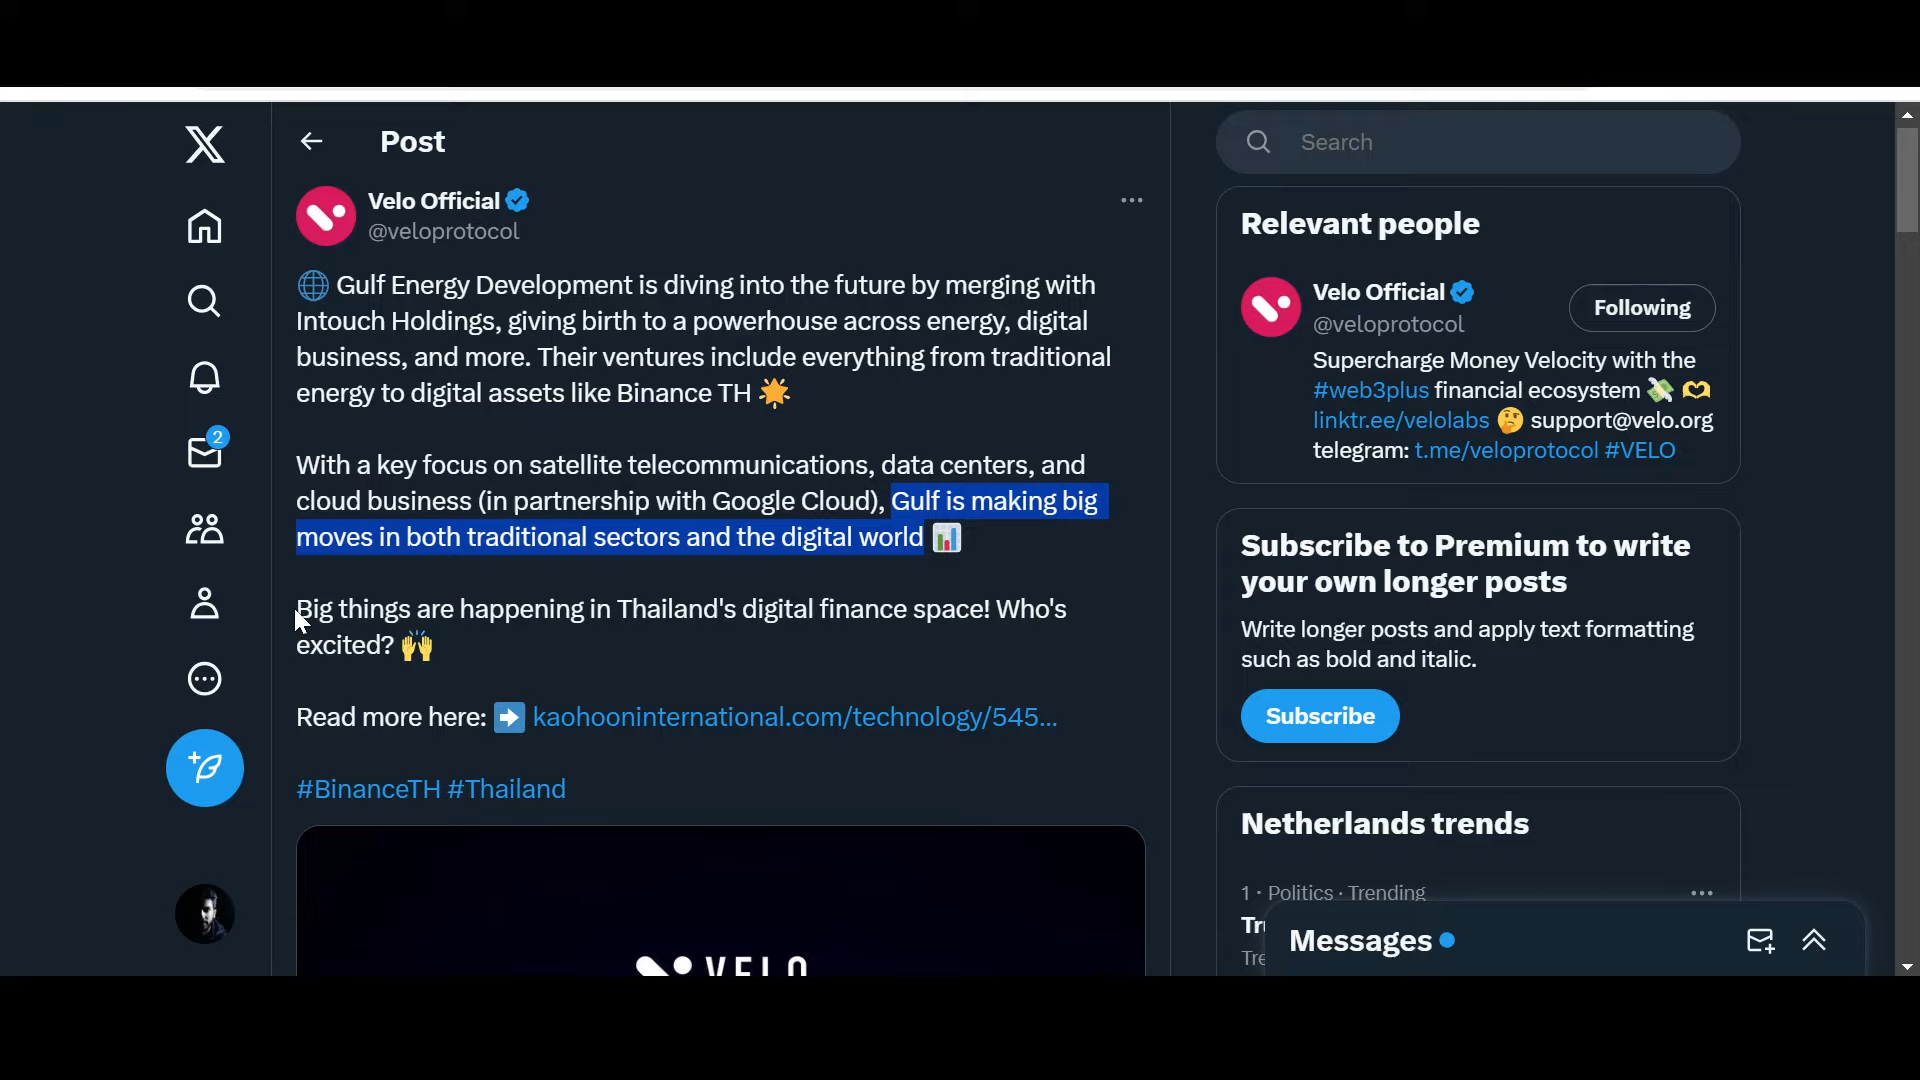 Post
Search
Velo Official
@veloprotocol
🌐 Gulf Energy Development is diving into the future by merging with
Intouch Holdings, giving birth to a powerhouse across energy, digital
business, and more. Their ventures include everything from traditional
energy to digital assets like Binance TH 🌟
With a key focus on satellite telecommunications, data centers, and
cloud business (in partnership with Google Cloud), Gulf is making big
moves in both traditional sectors and the digital world 📊
Big things are happening in Thailand's digital finance space! Who's
excited? 🙌
Read more here: ➡️ kaohooninternational.com/technology/545...
#BinanceTH #Thailand
VELO
2
Relevant people
Velo Official
@veloprotocol
Following
Supercharge Money Velocity with the
#web3plus financial ecosystem 💸 🫶
linktr.ee/velolabs 🤔 support@velo.org
telegram: t.me/veloprotocol #VELO
Subscribe to Premium to write
your own longer posts
Write longer posts and apply text formatting
such as bold and italic.
Subscribe
Netherlands trends
1 · Politics · Trending
Messages